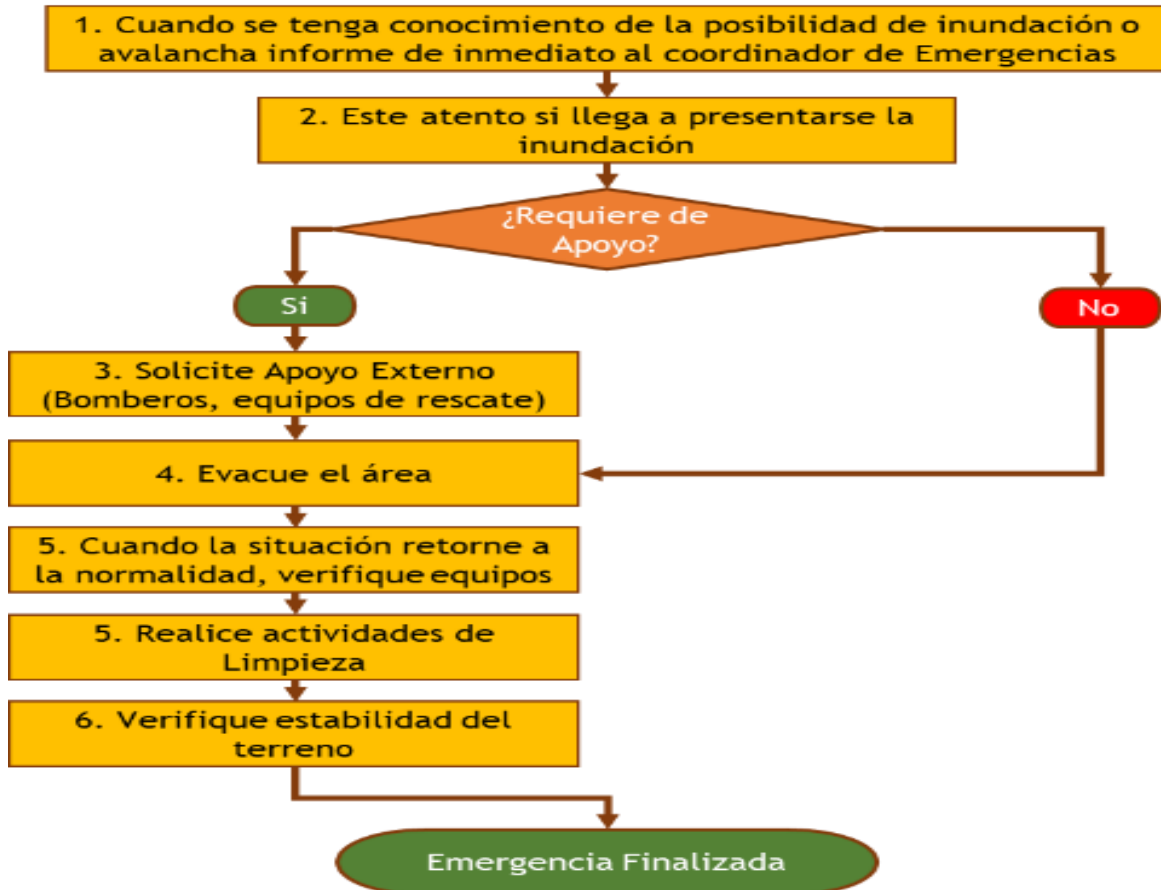 1. Cuando se tenga conocimiento de la posibilidad de inundación o
avalancha informe de inmediato al coordinador de Emergencias
2. Este atento si llega a presentarse la
inundación
¿Requiere de
Apoyo?
Si
No
3. Solicite Apoyo Externo
(Bomberos, equipos de rescate)
4. Evacue el área
5. Cuando la situación retorne a
la normalidad, verifique equipos
5. Realice actividades de
Limpieza
6. Verifique estabilidad del
terreno
Emergencia Finalizada